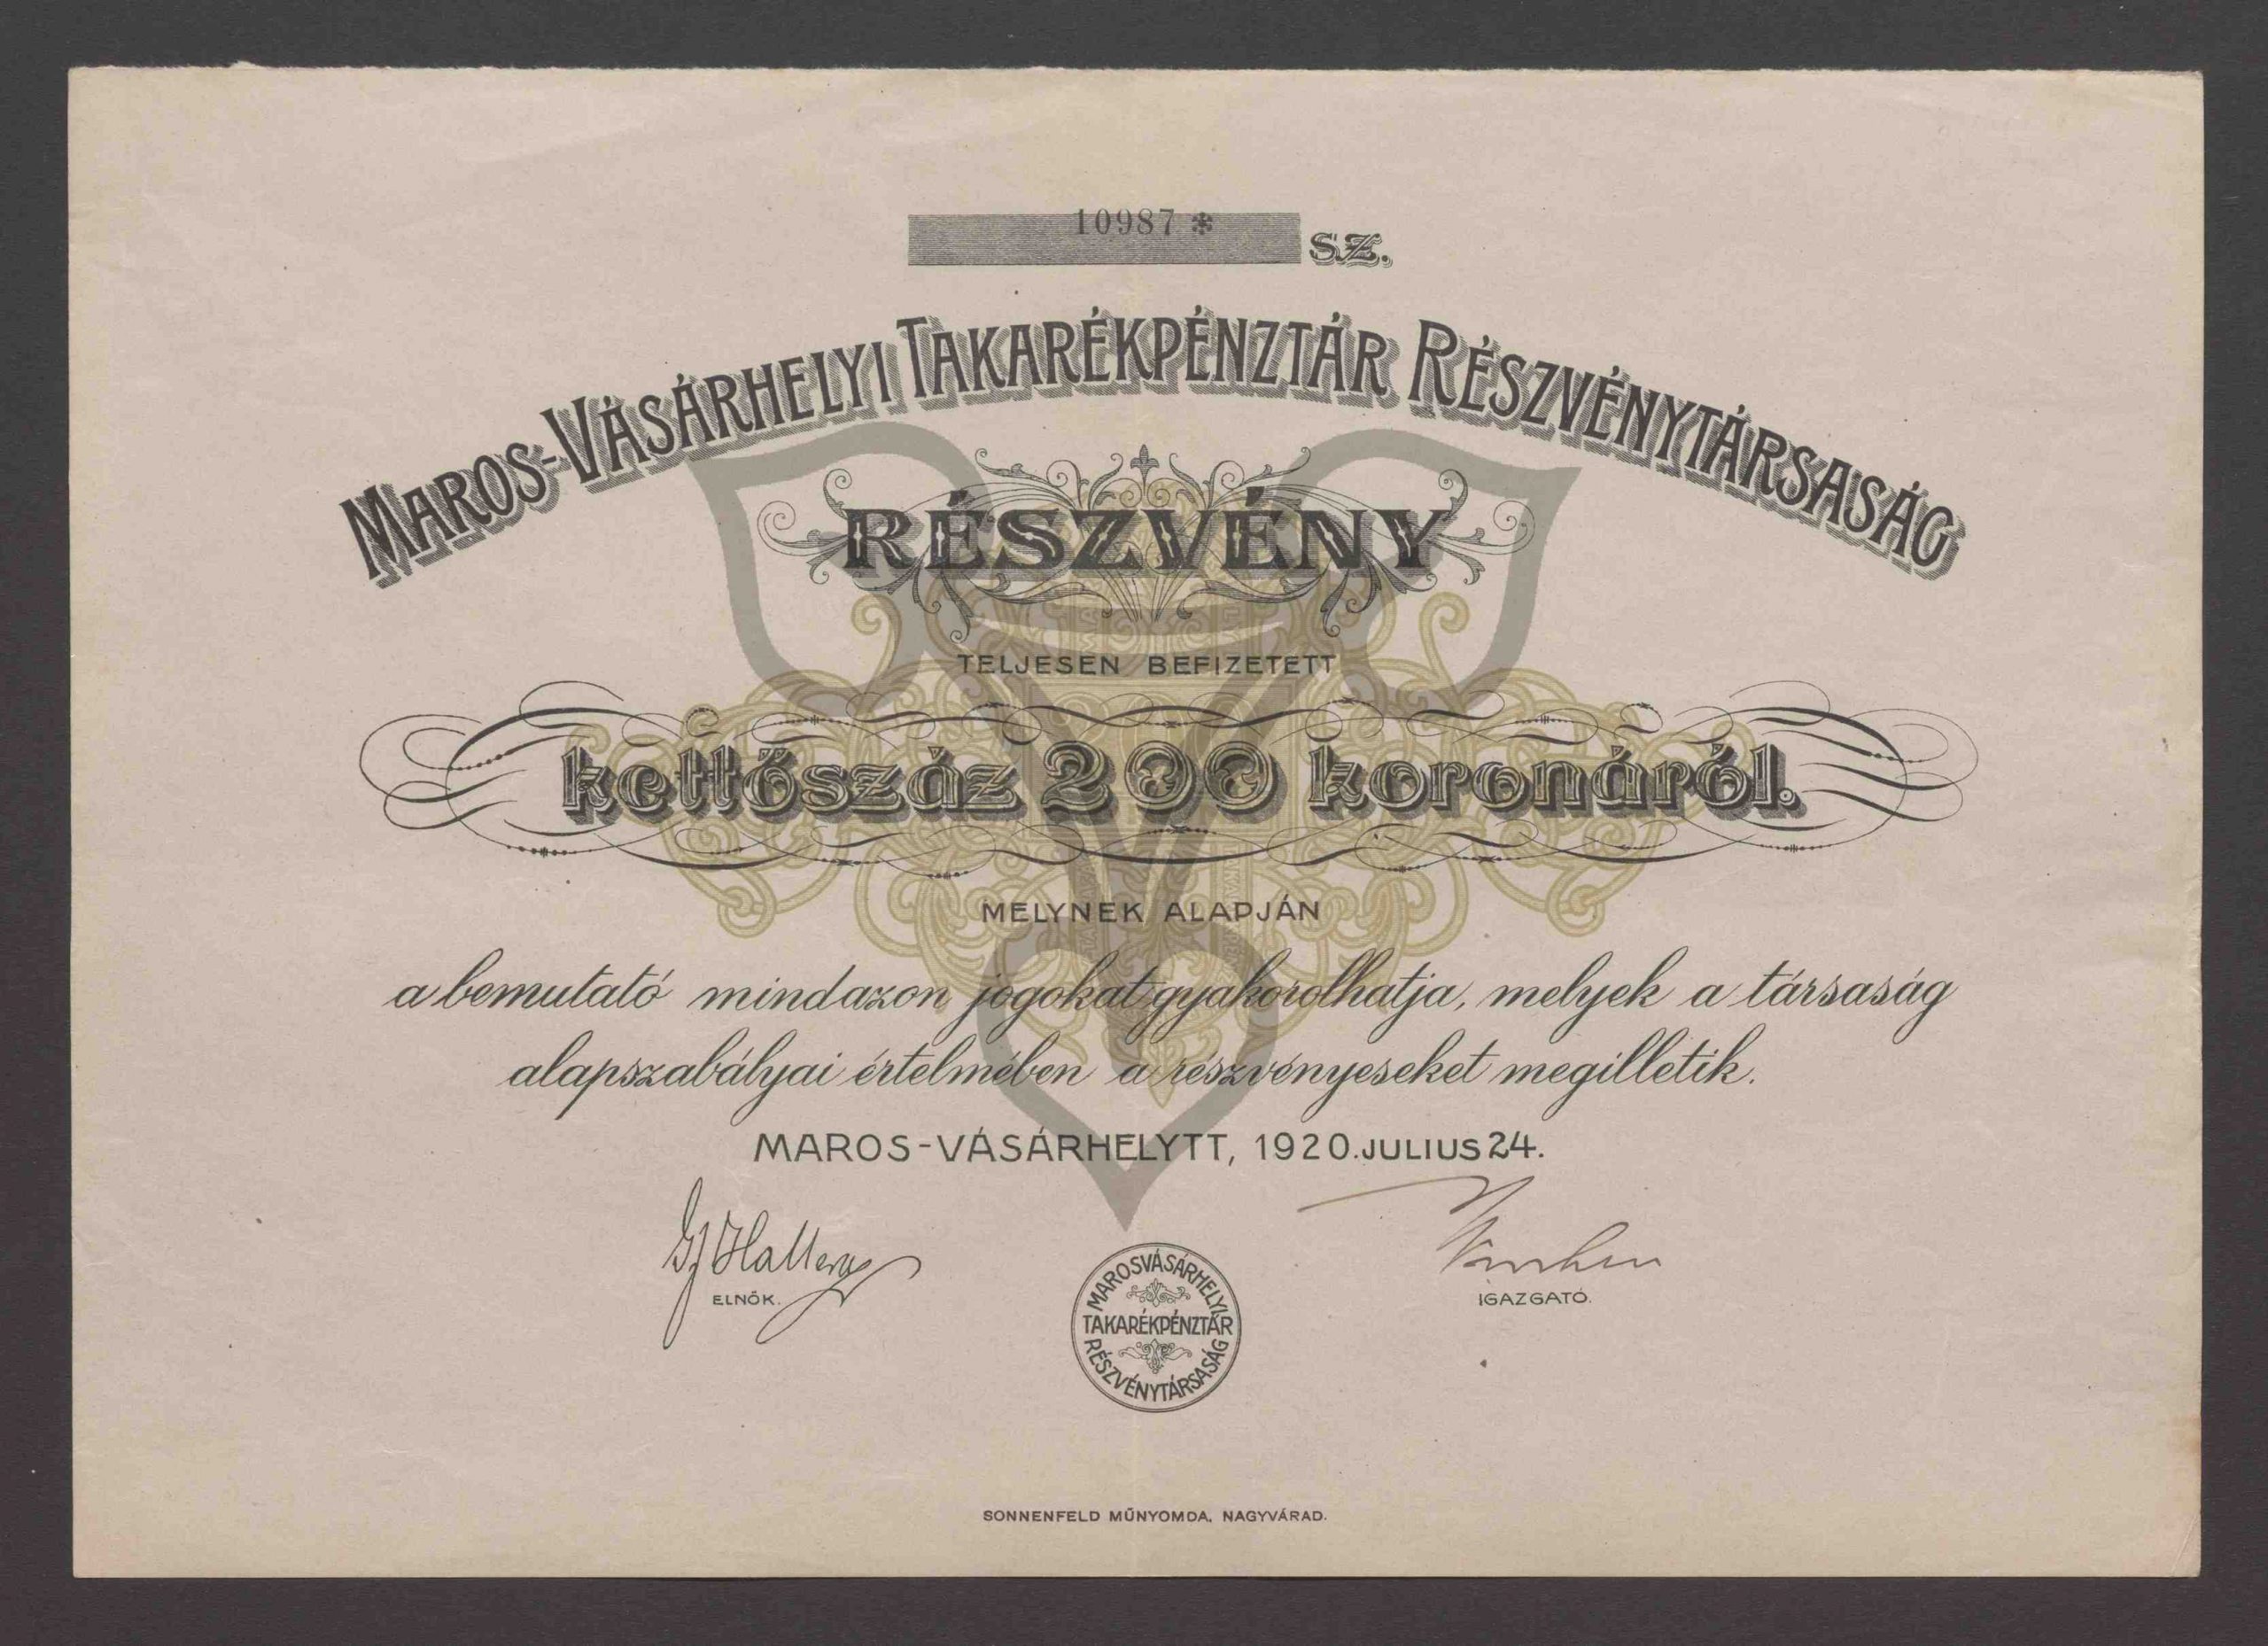 10987 *
SZ.
MAROS-VÁSÁRHELYI TAKARÉKPÉNZTÁR RÉSZVÉNYTÁRSASÁG
RÉSZVÉNY
TELJESEN BEFIZETETT
kettőszáz 200 koronáról.
MELYNEK ALAPJÁN
a bemutató mindazon jogokat gyakorolhatja, melyek a társaság
alapszabályai értelmében a részvényeseket megilletik.
MAROS-VÁSÁRHELYTT, 1920. JULIUS 24.
ELNÖK.
IGAZGATÓ.
MAROSVÁSÁRHELYI
TAKARÉKPÉNZTÁR
RÉSZVÉNYTÁRSASÁG
SONNENFELD MŰNYOMDA, NAGYVÁRAD.